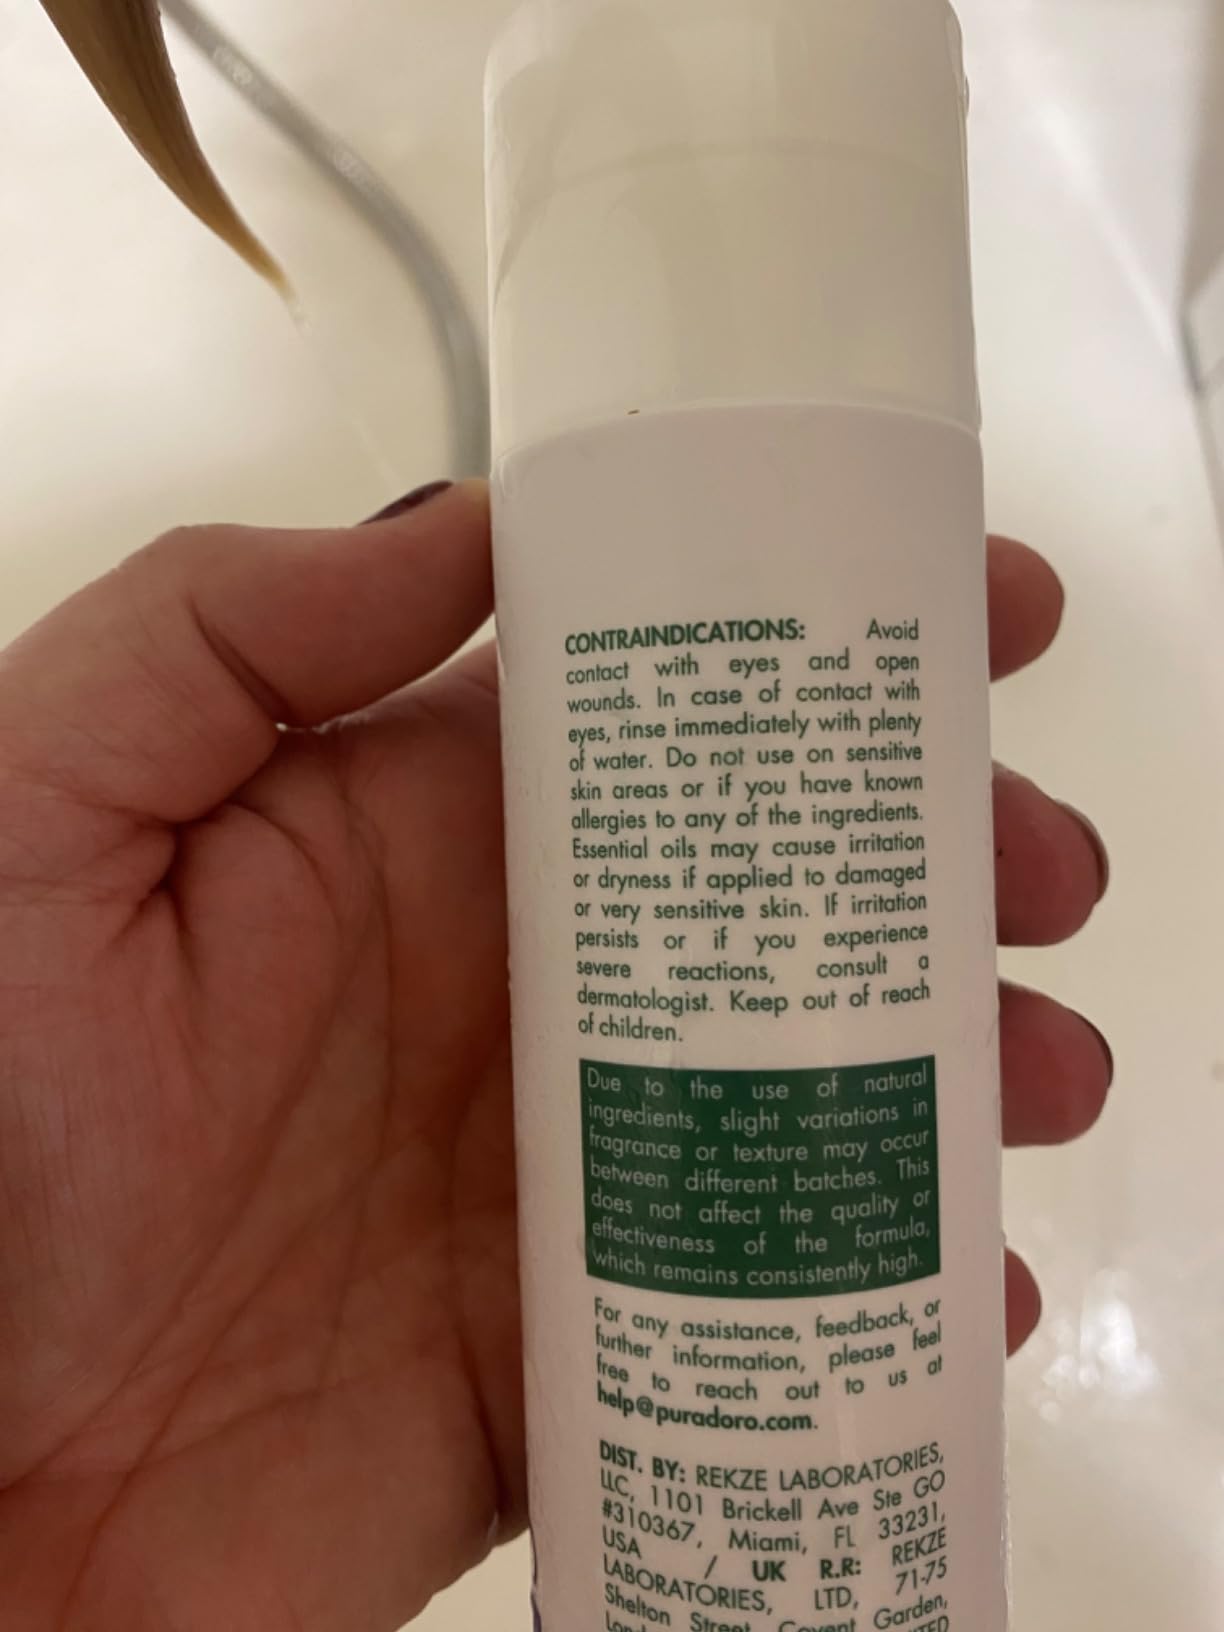 CONTRAINDICATIONS: Avoid
contact with eyes and open
wounds. In case of contact with
eyes, rinse immediately with plenty
of water. Do not use on sensitive
skin areas or if you have known
allergies to any of the ingredients.
Essential oils may cause irritation
or dryness if applied to damaged
or very sensitive skin. If irritation
persists or if you experience
severe reactions, consult a
dermatologist. Keep out of reach
of children.
Due to the use of natural
ingredients, slight variations in
fragrance or texture may occur
between different batches. This
does not affect the quality or
effectiveness of the formula,
which remains consistently high.
For any assistance, feedback, or
further information, please feel
free to reach out to us at
help@puradoro.com.
DIST. BY: REKZE LABORATORIES,
LLC, 1101 Brickell Ave Ste GO
#310367, Miami, FL 33231,
USA / UK R.R: REKZE
LABORATORIES, LTD, 71-75
Shelton Street, Covent Garden,